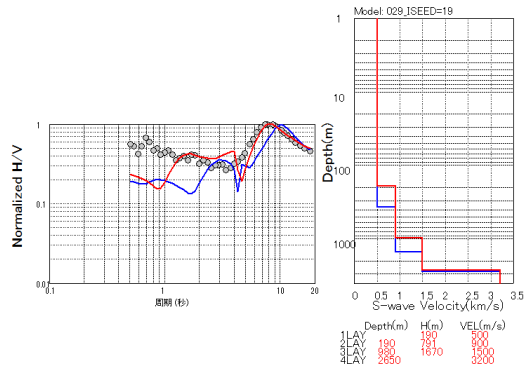 Model: 029_ISEED=19
Normalized H/V
1
0.1
0.01
0.1
1
10
20
周期 (秒)
Depth(m)
1
10
100
1000
0
0.5
1
1.5
2
2.5
3
3.5
S-wave Velocity(km/s)
Depth(m) H(m) VEL(m/s)
1LAY 190 500
2LAY 190 791 900
3LAY 980 1670 1500
4LAY 2650 3200